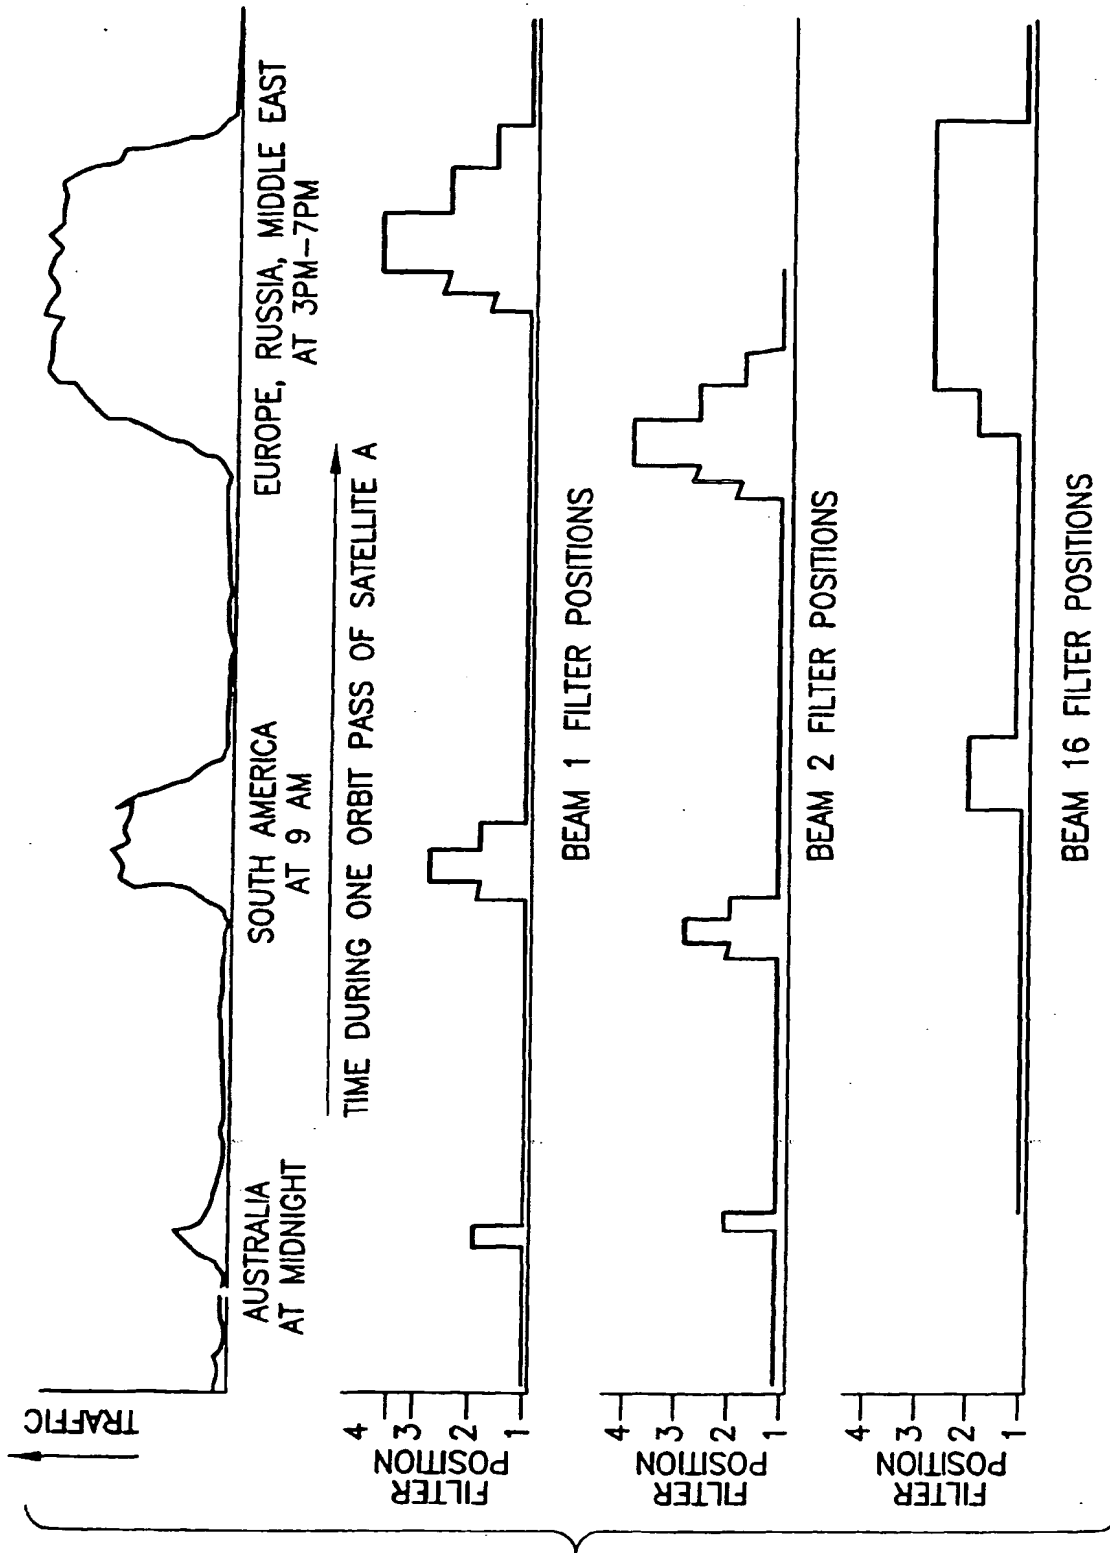 TRAFFIC
AUSTRALIA
AT MIDNIGHT
SOUTH AMERICA
AT 9 AM
EUROPE, RUSSIA, MIDDLE EAST
AT 3PM-7PM
TIME DURING ONE ORBIT PASS OF SATELLITE A
FILTER
POSITION
4
3
2
1
BEAM 1 FILTER POSITIONS
FILTER
POSITION
4
3
2
1
BEAM 2 FILTER POSITIONS
FILTER
POSITION
4
3
2
1
BEAM 16 FILTER POSITIONS